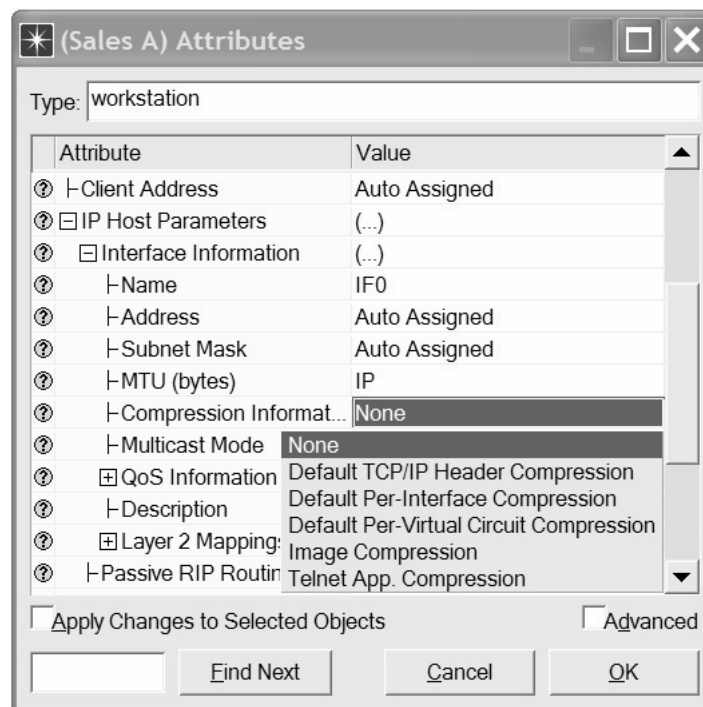 (Sales A) Attributes
Type: workstation
Attribute Value
Client Address Auto Assigned
IP Host Parameters (...)
Interface Information (...)
Name IF0
Address Auto Assigned
Subnet Mask Auto Assigned
MTU (bytes) IP
Compression Informat... None
Multicast Mode None
Default TCP/IP Header Compression
QoS Information
Default Per-Interface Compression
Description
Default Per-Virtual Circuit Compression
Layer 2 Mapping
Image Compression
Passive RIP Routin
Telnet App. Compression
Apply Changes to Selected Objects Advanced
Find Next Cancel OK